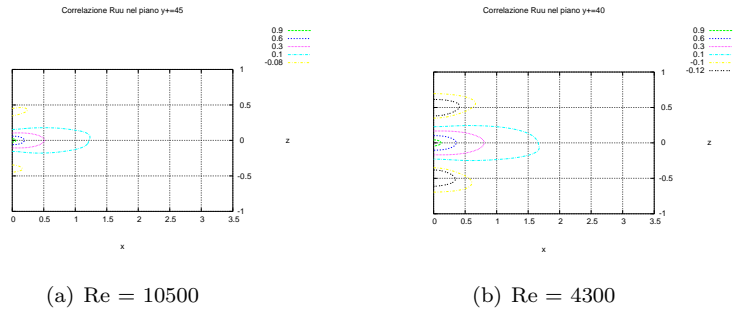 Correlazione Ruu nel piano y+=45
0.9
0.6
0.3
0.1
-0.08
1
0.5
0
-0.5
-1
z
0 0.5 1 1.5 2 2.5 3 3.5
x
(a) Re = 10500
Correlazione Ruu nel piano y+=40
0.9
0.6
0.3
0.1
-0.1
-0.12
1
0.5
0
-0.5
-1
z
0 0.5 1 1.5 2 2.5 3 3.5
x
(b) Re = 4300